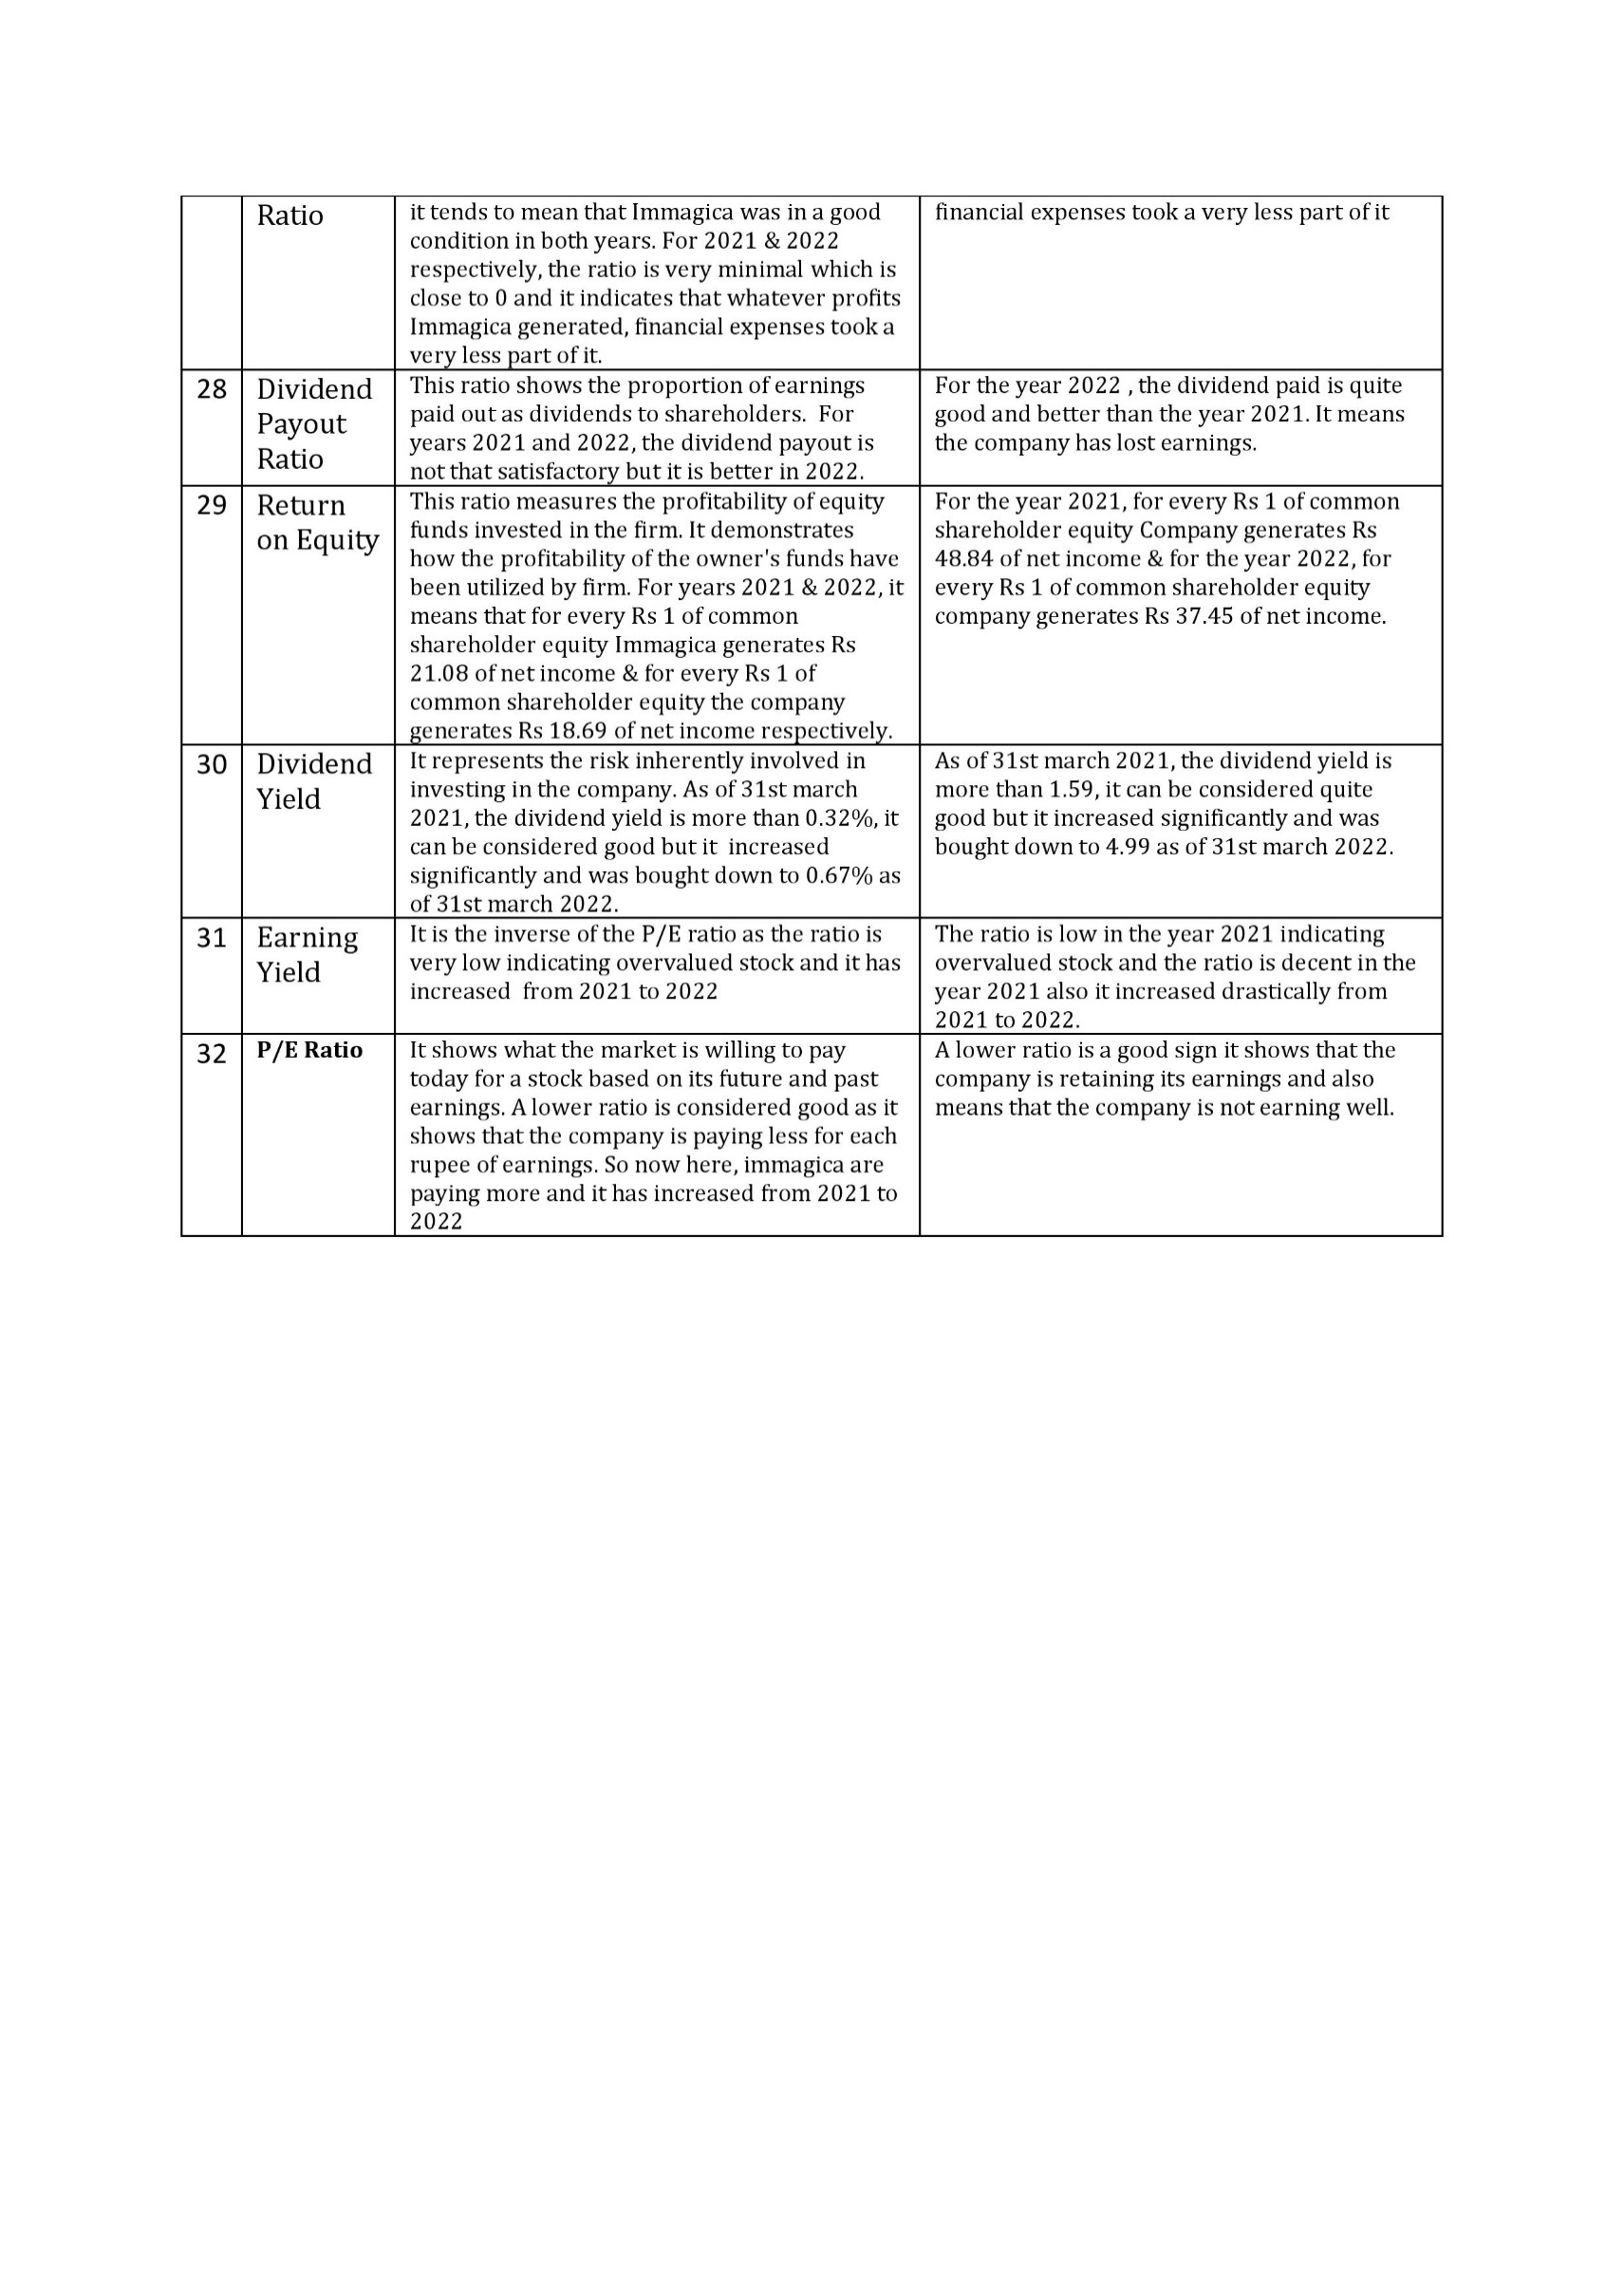 Ratio
it tends to mean that Immagica was in a good
condition in both years. For 2021 & 2022
respectively, the ratio is very minimal which is
close to 0 and it indicates that whatever profits
Immagica generated, financial expenses took a
very less part of it.
financial expenses took a very less part of it
28
Dividend
Payout
Ratio
This ratio shows the proportion of earnings
paid out as dividends to shareholders.  For
years 2021 and 2022, the dividend payout is
not that satisfactory but it is better in 2022.
For the year 2022 , the dividend paid is quite
good and better than the year 2021. It means
the company has lost earnings.
29
Return
on Equity
This ratio measures the profitability of equity
funds invested in the firm. It demonstrates
how the profitability of the owner's funds have
been utilized by firm. For years 2021 & 2022, it
means that for every Rs 1 of common
shareholder equity Immagica generates Rs
21.08 of net income & for every Rs 1 of
common shareholder equity the company
generates Rs 18.69 of net income respectively.
For the year 2021, for every Rs 1 of common
shareholder equity Company generates Rs
48.84 of net income & for the year 2022, for
every Rs 1 of common shareholder equity
company generates Rs 37.45 of net income.
30
Dividend
Yield
It represents the risk inherently involved in
investing in the company. As of 31st march
2021, the dividend yield is more than 0.32%, it
can be considered good but it  increased
significantly and was bought down to 0.67% as
of 31st march 2022.
As of 31st march 2021, the dividend yield is
more than 1.59, it can be considered quite
good but it increased significantly and was
bought down to 4.99 as of 31st march 2022.
31
Earning
Yield
It is the inverse of the P/E ratio as the ratio is
very low indicating overvalued stock and it has
increased  from 2021 to 2022
The ratio is low in the year 2021 indicating
overvalued stock and the ratio is decent in the
year 2021 also it increased drastically from
2021 to 2022.
32
P/E Ratio
It shows what the market is willing to pay
today for a stock based on its future and past
earnings. A lower ratio is considered good as it
shows that the company is paying less for each
rupee of earnings. So now here, immagica are
paying more and it has increased from 2021 to
2022
A lower ratio is a good sign it shows that the
company is retaining its earnings and also
means that the company is not earning well.